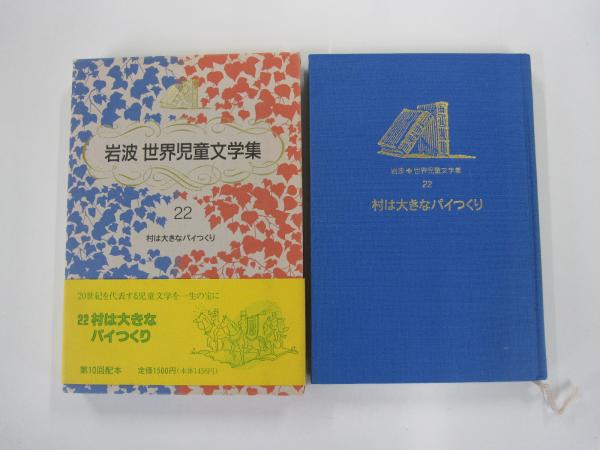 岩波 世界児童文学集
22
村は大きなパイつくり
20世紀を代表する児童文学を一生の宝に
22 村は大きな
パイつくり
第10回配本 定価1500円(本体1456円)
岩波 世界児童文学集
22
村は大きなパイつくり